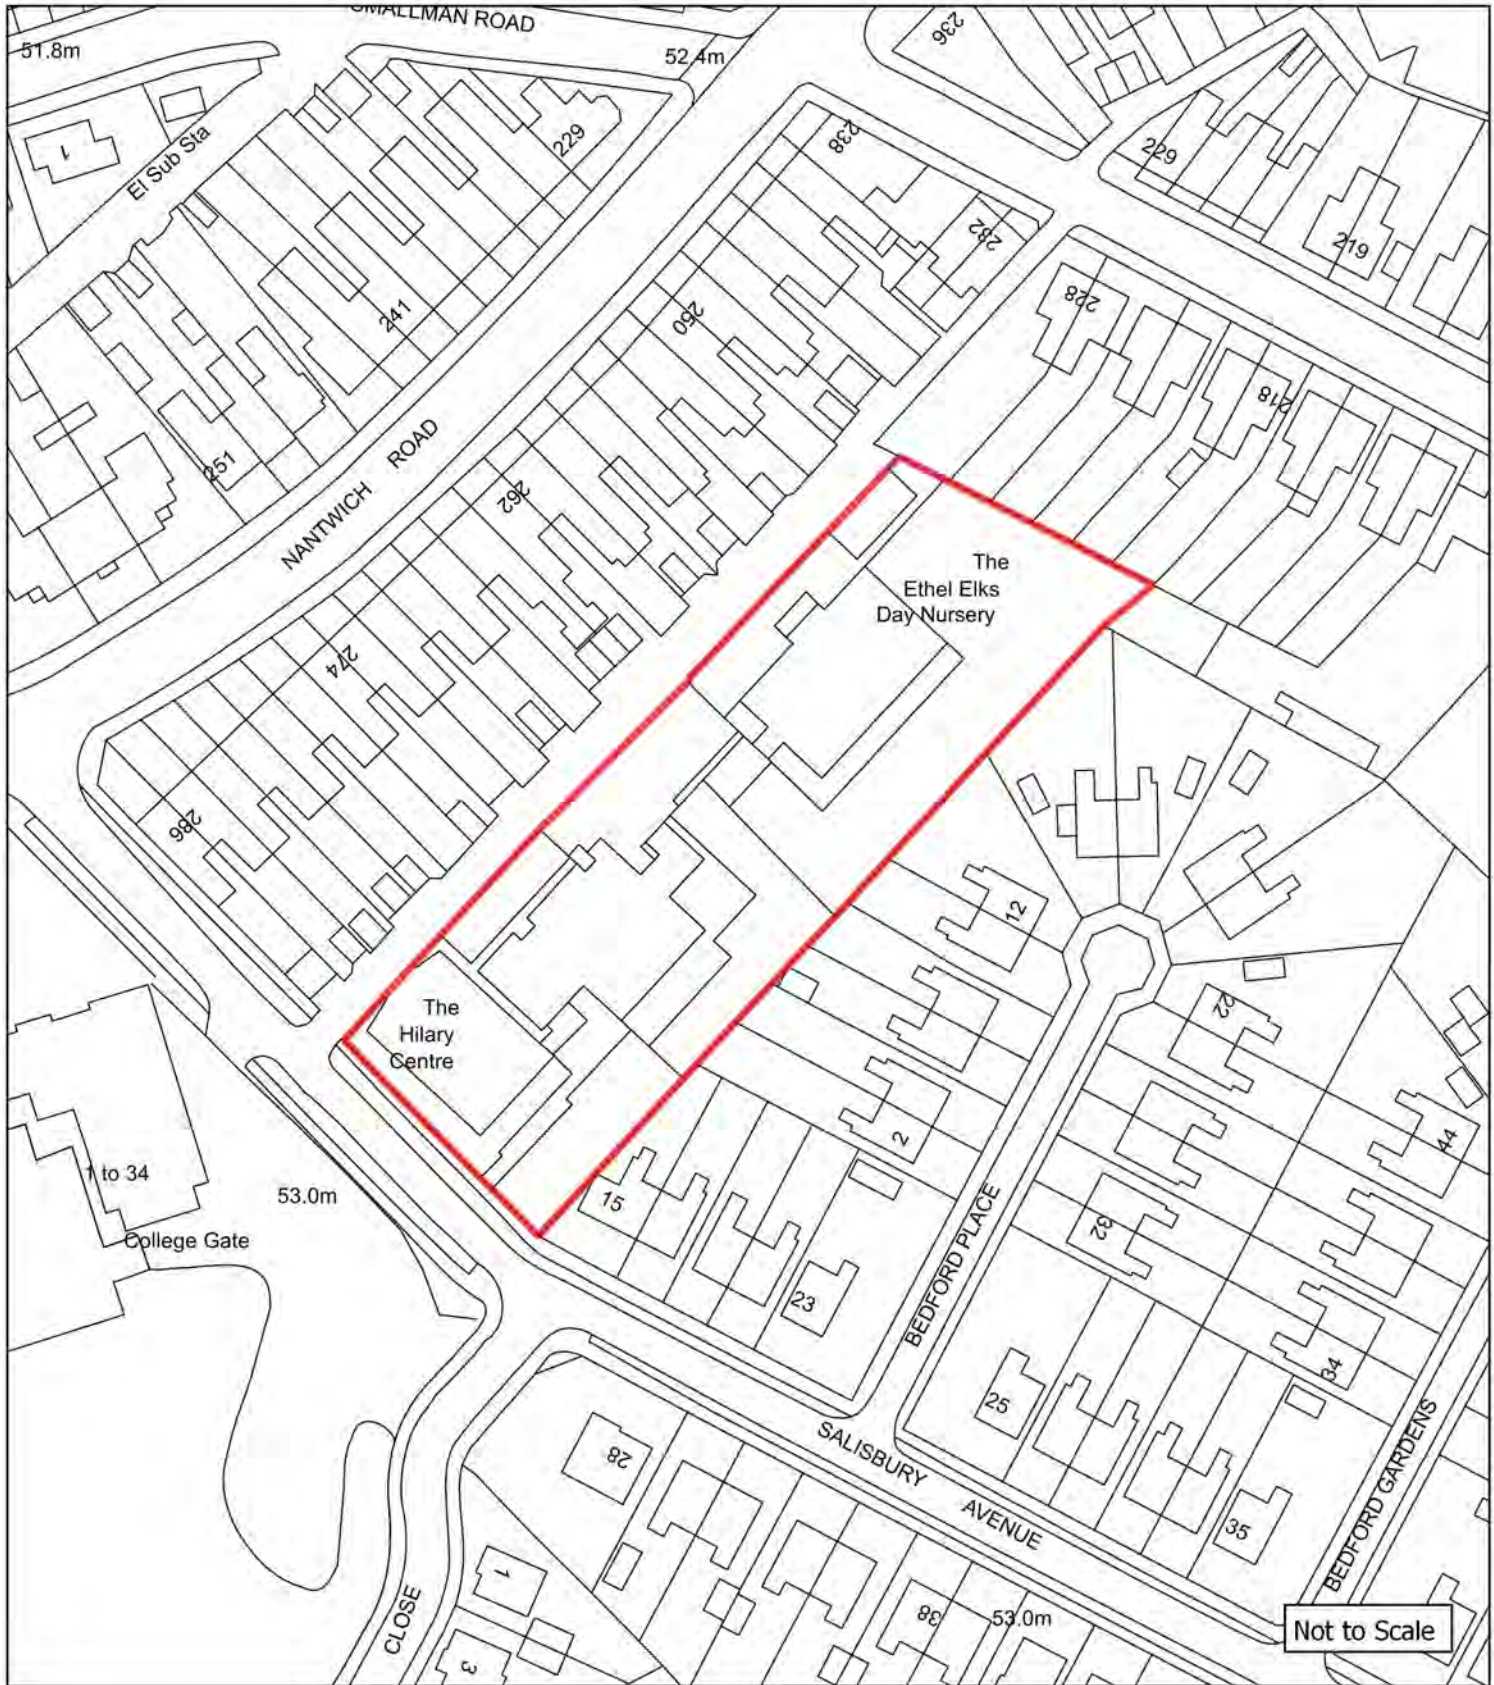 SMALLMAN ROAD
51.8m
52.4m
236
1
El Sub Sta
229
238
229
282
219
241
250
228
218
251
NANTWICH ROAD
262
The
Ethel Elks
Day Nursery
274
286
12
The
Hilary
Centre
22
2
44
1 to 34
53.0m
15
College Gate
32
BEDFORD PLACE
23
34
25
28
SALISBURY AVENUE
BEDFORD GARDENS
35
1
CLOSE
38
53.0m
3
Not to Scale